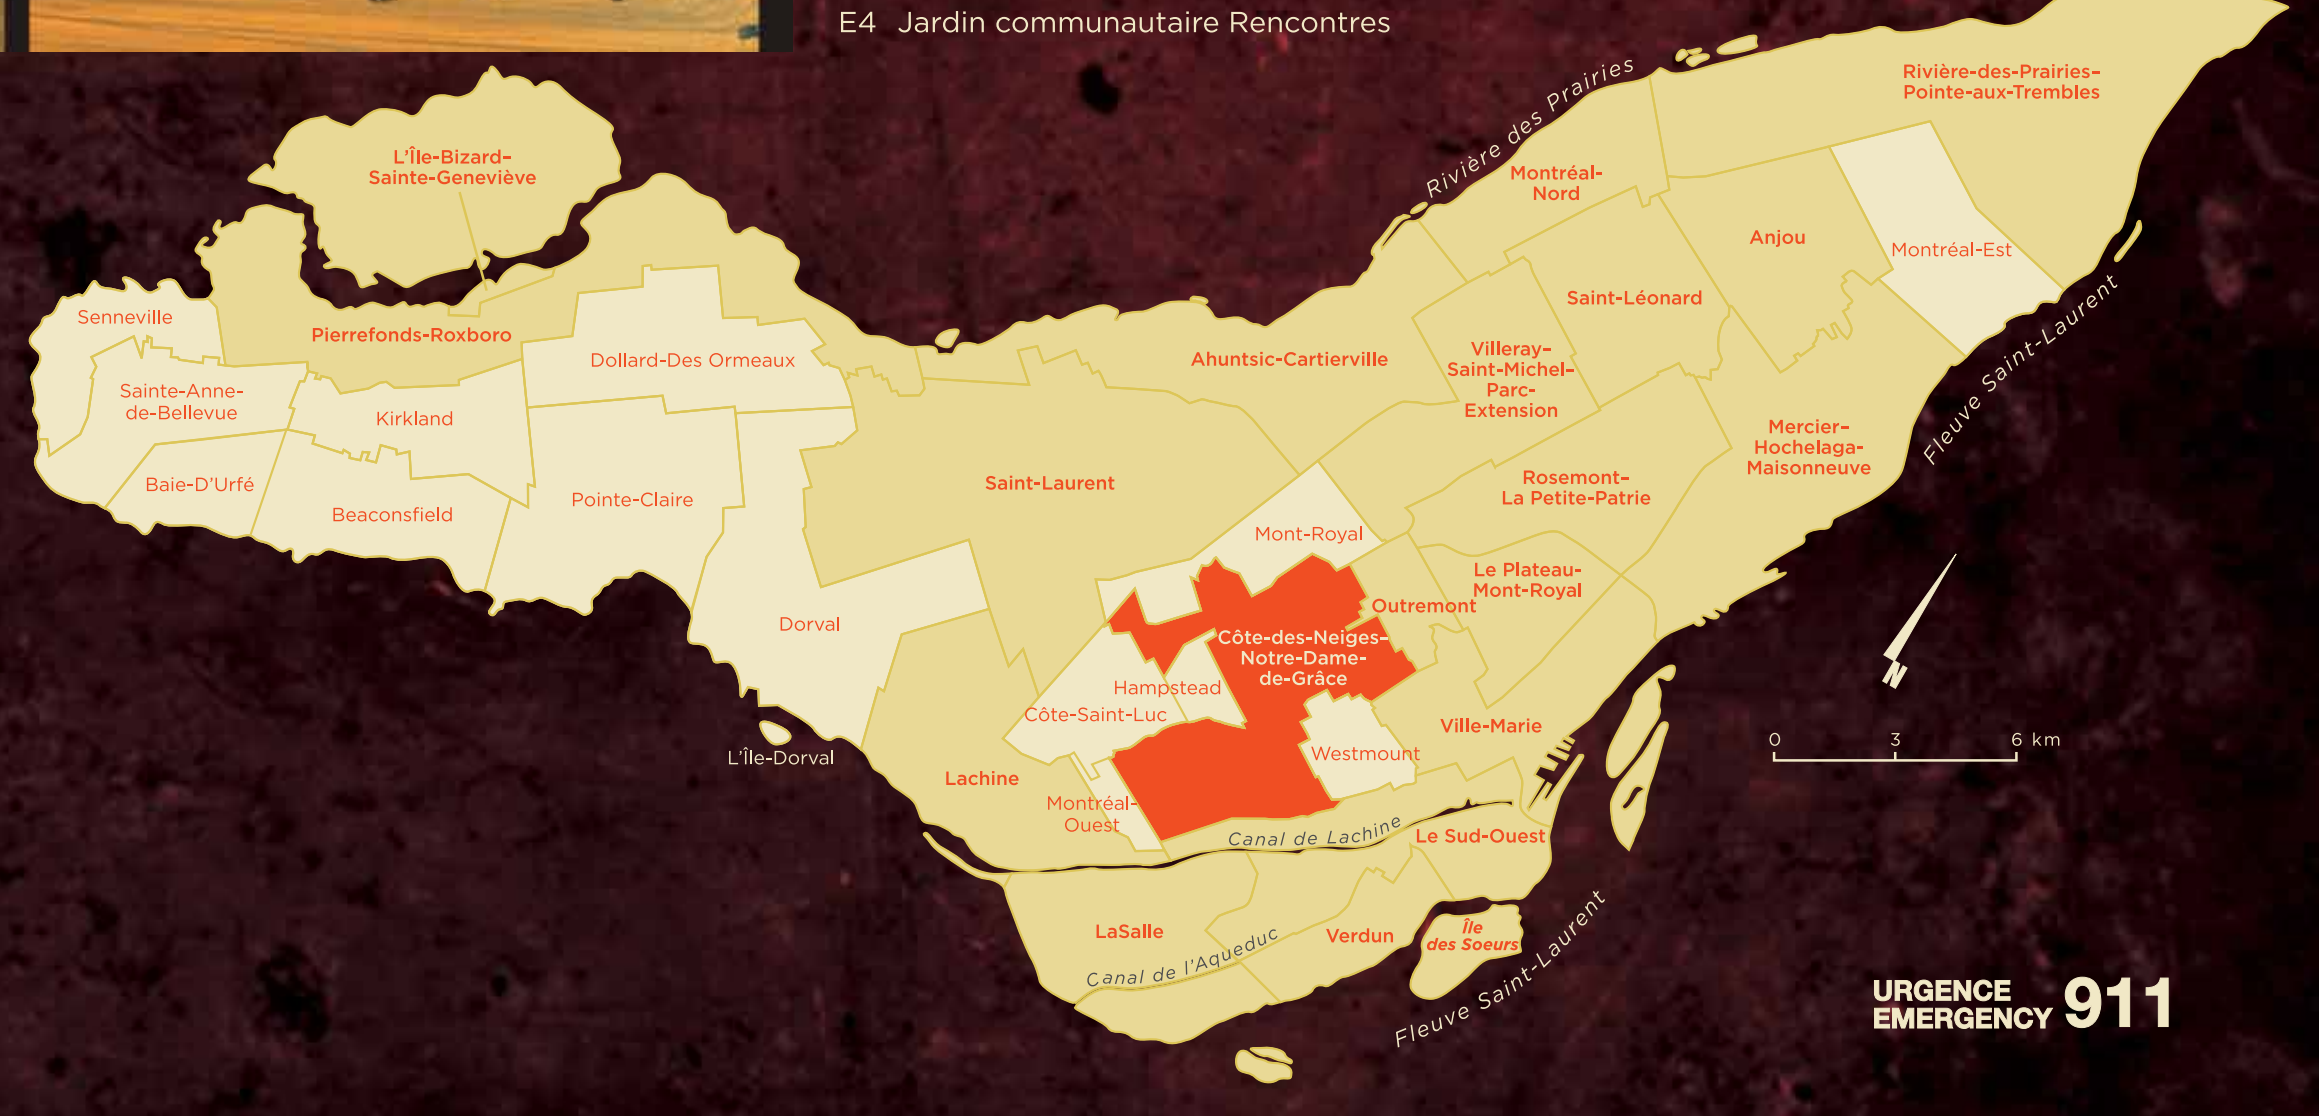 E4 Jardin communautaire Rencontres
Rivière des Prairies
Rivière-des-Prairies–
Pointe-aux-Trembles
L'Île-Bizard–
Sainte-Geneviève
Montréal-
Nord
Anjou
Montréal-Est
Senneville
Pierrefonds-Roxboro
Saint-Léonard
Dollard-Des Ormeaux
Ahuntsic-Cartierville
Villeray–
Saint-Michel–
Parc-
Extension
Fleuve Saint-Laurent
Sainte-Anne-
de-Bellevue
Kirkland
Mercier–
Hochelaga-
Maisonneuve
Baie-D'Urfé
Beaconsfield
Pointe-Claire
Saint-Laurent
Rosemont–
La Petite-Patrie
Mont-Royal
Le Plateau-
Mont-Royal
Outremont
Dorval
Côte-des-Neiges–
Notre-Dame-
de-Grâce
N
Hampstead
Côte-Saint-Luc
Ville-Marie
Westmount
0 3 6 km
L'Île-Dorval
Lachine
Montréal-
Ouest
Canal de Lachine
Le Sud-Ouest
LaSalle
Verdun
Île
des Soeurs
Canal de l'Aqueduc
Fleuve Saint-Laurent
URGENCE
EMERGENCY 911